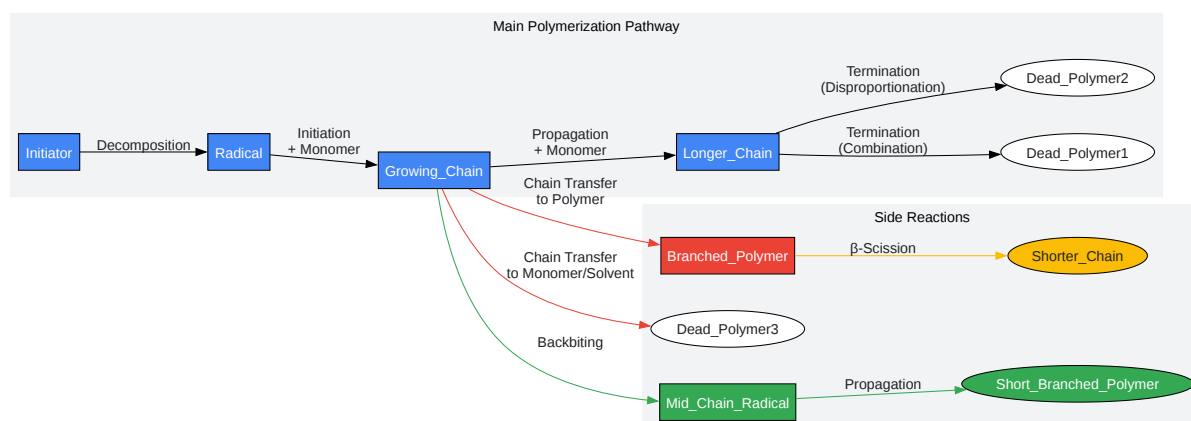 Main Polymerization Pathway
Termination
(Disproportionation)
Dead_Polymer2
Initiator
Decomposition
Radical
Initiation
+ Monomer
Growing_Chain
Propagation
+ Monomer
Longer_Chain
Termination
(Combination)
Dead_Polymer1
Chain Transfer
to Polymer
Side Reactions
Branched_Polymer
β-Scission
Shorter_Chain
Chain Transfer
to Monomer/Solvent
Dead_Polymer3
Backbiting
Mid_Chain_Radical
Propagation
Short_Branched_Polymer